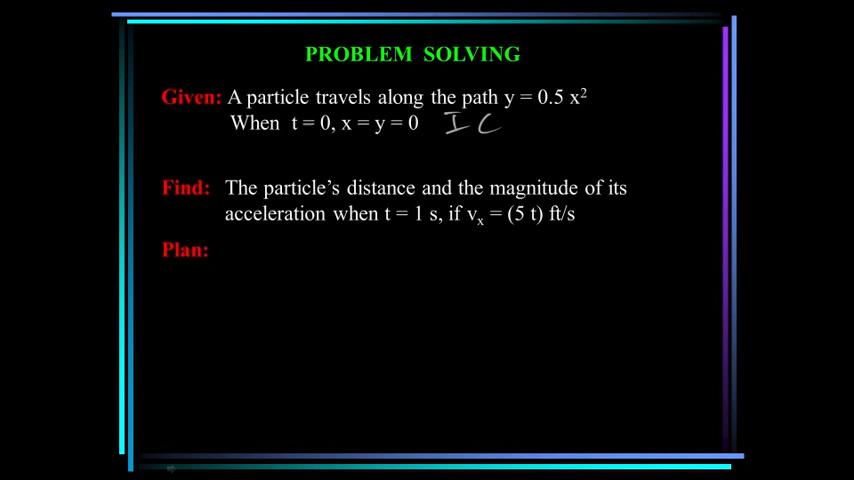 PROBLEM SOLVING
Given: A particle travels along the path y = 0.5 x²
When t = 0, x = y = 0 I C
Find: The particle’s distance and the magnitude of its
acceleration when t = 1 s, if vₓ = (5 t) ft/s
Plan: